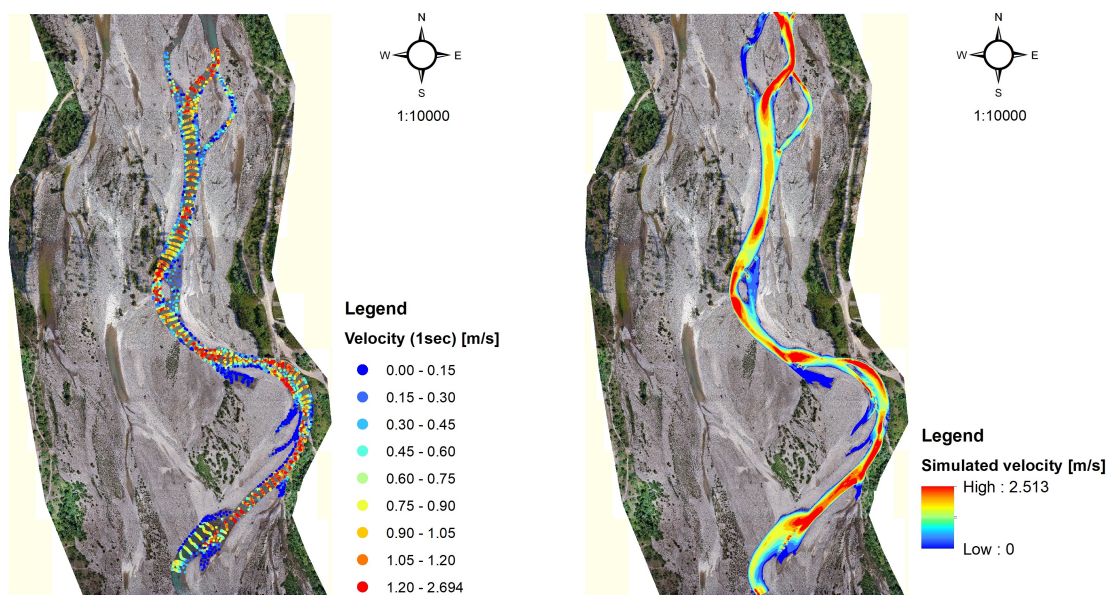 N
W E
S
1:10000
Legend
Velocity (1sec) [m/s]
0.00 - 0.15
0.15 - 0.30
0.30 - 0.45
0.45 - 0.60
0.60 - 0.75
0.75 - 0.90
0.90 - 1.05
1.05 - 1.20
1.20 - 2.694
N
W E
S
1:10000
Legend
Simulated velocity [m/s]
High : 2.513
Low : 0